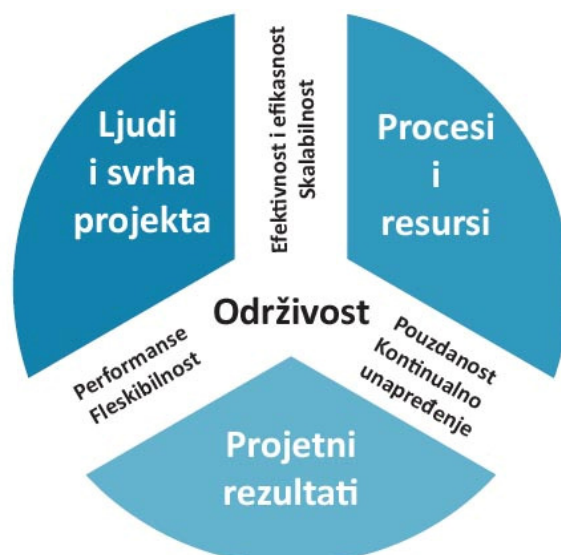 Ljudi
i svrha
projekta
Efektivnost i efikasnost
Skalabilnost
Procesi
i
resursi
Održivost
Performanse
Fleskibilnost
Pouzdanost
Kontinualno
unapređenje
Projetni
rezultati